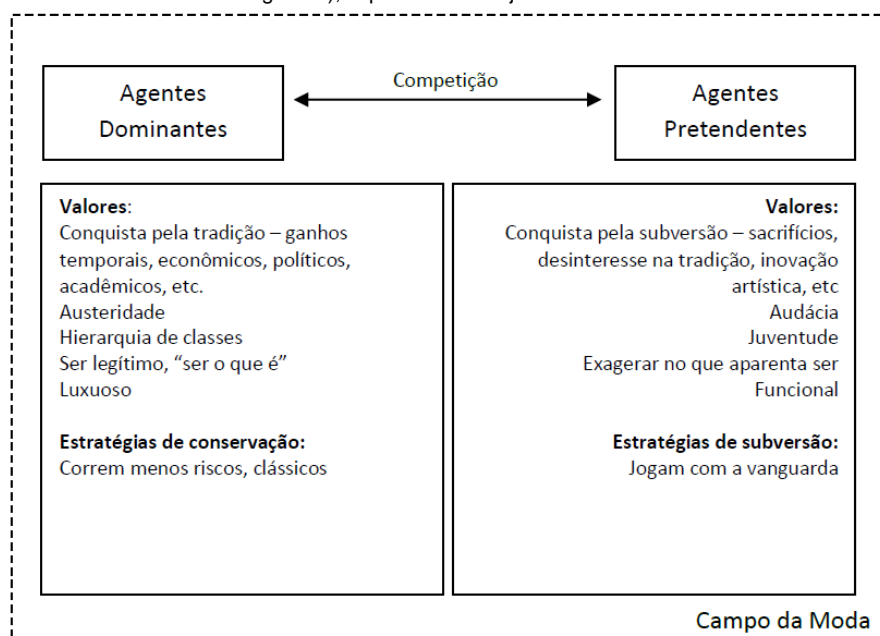 Competição
Agentes
Dominantes
Agentes
Pretendentes
Valores:
Conquista pela tradição – ganhos
temporais, econômicos, políticos,
acadêmicos, etc.
Austeridade
Hierarquia de classes
Ser legítimo, “ser o que é”
Luxuoso
Estratégias de conservação:
Correm menos riscos, clássicos
Valores:
Conquista pela subversão – sacrifícios,
desinteresse na tradição, inovação
artística, etc
Audácia
Juventude
Exagerar no que aparenta ser
Funcional
Estratégias de subversão:
Jogam com a vanguarda
Campo da Moda